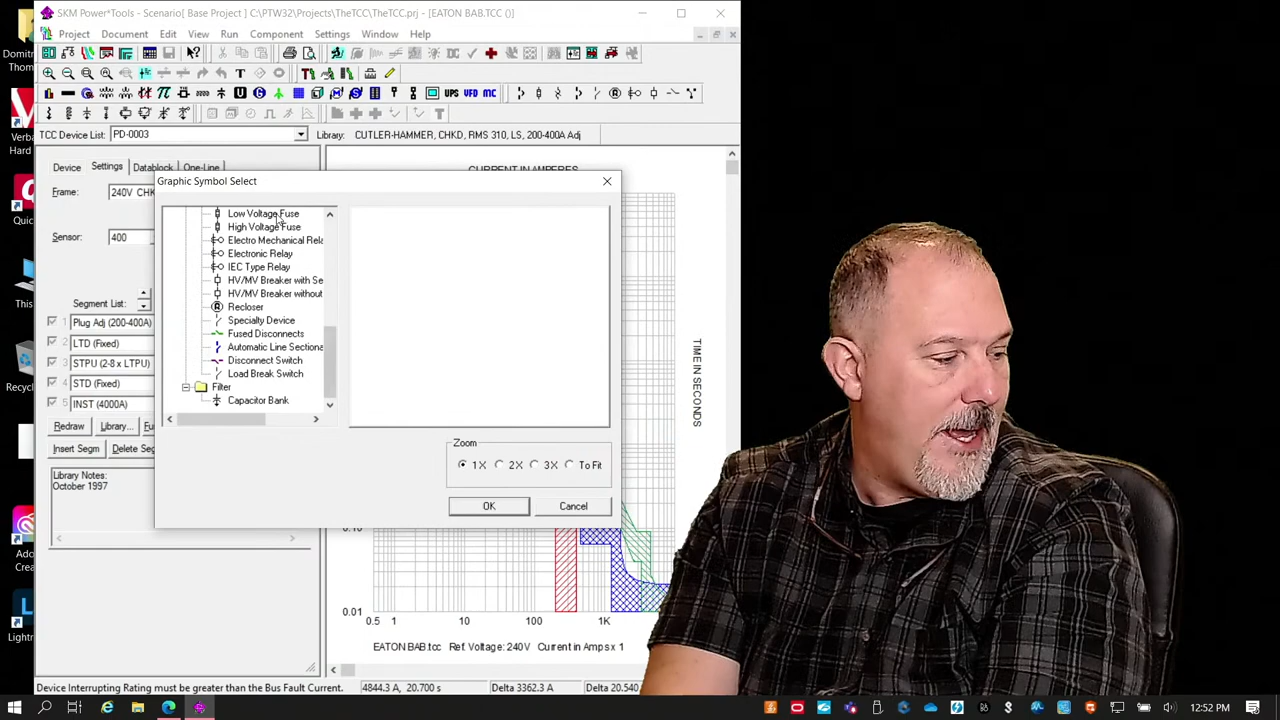 SKM Power*Tools - Scenario[ Base Project ] C:\PTW32\Projects\TheTCC\TheTCC.prj - [EATON BAB.TCC ()]
Project Document Edit View Run Component Settings Window Help
UPS VFD MC
TCC Device List: PD-0003 Library: CUTLER-HAMMER, CHKD, RMS 310, LS, 200-400A Adj
Device Settings Datablock One-Line
CURRENT IN AMPERES
Frame: 240V CHK
Sensor: 400
Segment List:
1 Plug Adj (200-400A)
2 LTD (Fixed)
3 STPU (2-8 x LTPU)
4 STD (Fixed)
5 INST (4000A)
Redraw Library...
Insert Segm
Library Notes:
October 1997
Graphic Symbol Select
Low Voltage Fuse
High Voltage Fuse
Electro Mechanical Rela
Electronic Relay
IEC Type Relay
HV/MV Breaker with Se
HV/MV Breaker without
Recloser
Specialty Device
Fused Disconnects
Automatic Line Sectiona
Disconnect Switch
Load Break Switch
Filter
Capacitor Bank
Zoom
1X 2X 3X To Fit
OK Cancel
TIME IN SECONDS
0.10
0.01
0.5 1 10 100 1K
EATON BAB.tcc Ref. Voltage: 240V Current in Amps x 1
Device Interrupting Rating must be greater than the Bus Fault Current. 4844.3 A, 20.700 s Delta 3362.3 A Delta 20.540
12:52 PM